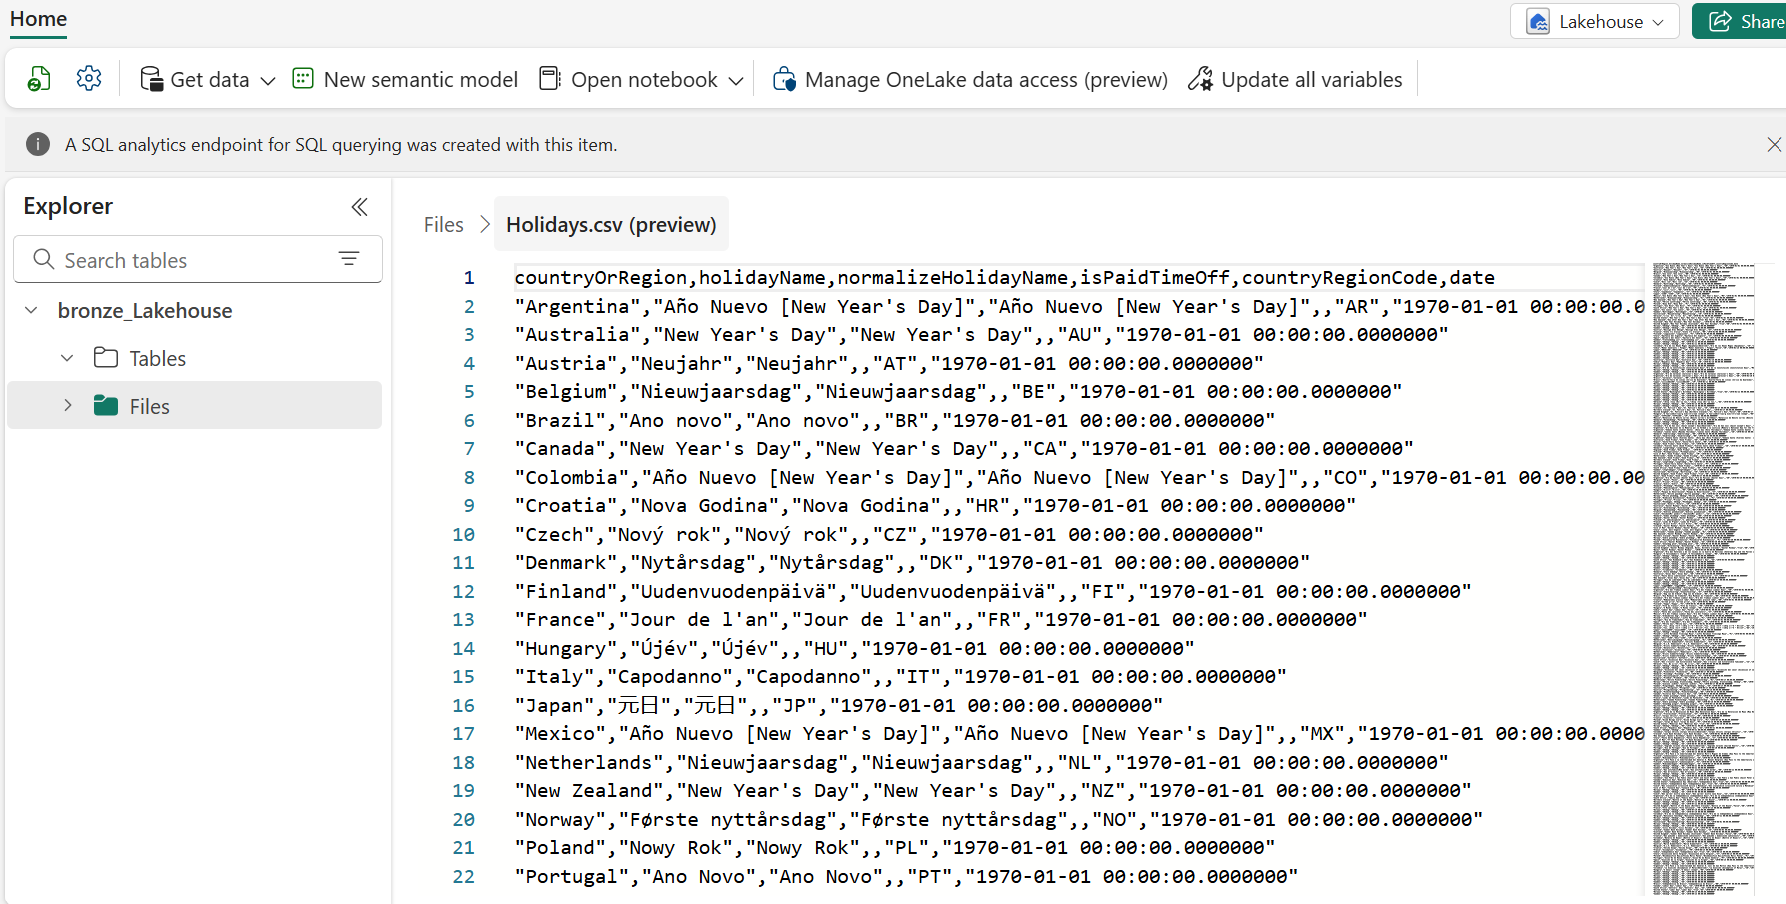 Home
Lakehouse
Share
Get data
New semantic model
Open notebook
Manage OneLake data access (preview)
Update all variables
A SQL analytics endpoint for SQL querying was created with this item.
Explorer
Search tables
bronze_Lakehouse
Tables
Files
Files > Holidays.csv (preview)
1 countryOrRegion,holidayName,normalizeHolidayName,isPaidTimeOff,countryRegionCode,date
2 "Argentina","Año Nuevo [New Year's Day]","Año Nuevo [New Year's Day]",,"AR","1970-01-01 00:00:00.0
3 "Australia","New Year's Day","New Year's Day",,"AU","1970-01-01 00:00:00.0000000"
4 "Austria","Neujahr","Neujahr",,"AT","1970-01-01 00:00:00.0000000"
5 "Belgium","Nieuwjaarsdag","Nieuwjaarsdag",,"BE","1970-01-01 00:00:00.0000000"
6 "Brazil","Ano novo","Ano novo",,"BR","1970-01-01 00:00:00.0000000"
7 "Canada","New Year's Day","New Year's Day",,"CA","1970-01-01 00:00:00.0000000"
8 "Colombia","Año Nuevo [New Year's Day]","Año Nuevo [New Year's Day]",,"CO","1970-01-01 00:00:00.00
9 "Croatia","Nova Godina","Nova Godina",,"HR","1970-01-01 00:00:00.0000000"
10 "Czech","Nový rok","Nový rok",,"CZ","1970-01-01 00:00:00.0000000"
11 "Denmark","Nytårsdag","Nytårsdag",,"DK","1970-01-01 00:00:00.0000000"
12 "Finland","Uudenvuodenpäivä","Uudenvuodenpäivä",,"FI","1970-01-01 00:00:00.0000000"
13 "France","Jour de l'an","Jour de l'an",,"FR","1970-01-01 00:00:00.0000000"
14 "Hungary","Újév","Újév",,"HU","1970-01-01 00:00:00.0000000"
15 "Italy","Capodanno","Capodanno",,"IT","1970-01-01 00:00:00.0000000"
16 "Japan","元日","元日",,"JP","1970-01-01 00:00:00.0000000"
17 "Mexico","Año Nuevo [New Year's Day]","Año Nuevo [New Year's Day]",,"MX","1970-01-01 00:00:00.0000
18 "Netherlands","Nieuwjaarsdag","Nieuwjaarsdag",,"NL","1970-01-01 00:00:00.0000000"
19 "New Zealand","New Year's Day","New Year's Day",,"NZ","1970-01-01 00:00:00.0000000"
20 "Norway","Første nyttårsdag","Første nyttårsdag",,"NO","1970-01-01 00:00:00.0000000"
21 "Poland","Nowy Rok","Nowy Rok",,"PL","1970-01-01 00:00:00.0000000"
22 "Portugal","Ano Novo","Ano Novo",,"PT","1970-01-01 00:00:00.0000000"